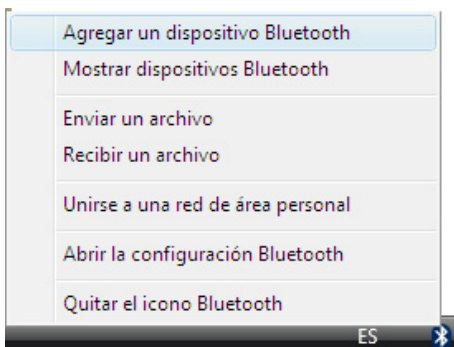 Agregar un dispositivo Bluetooth
Mostrar dispositivos Bluetooth
Enviar un archivo
Recibir un archivo
Unirse a una red de área personal
Abrir la configuración Bluetooth
Quitar el icono Bluetooth
ES